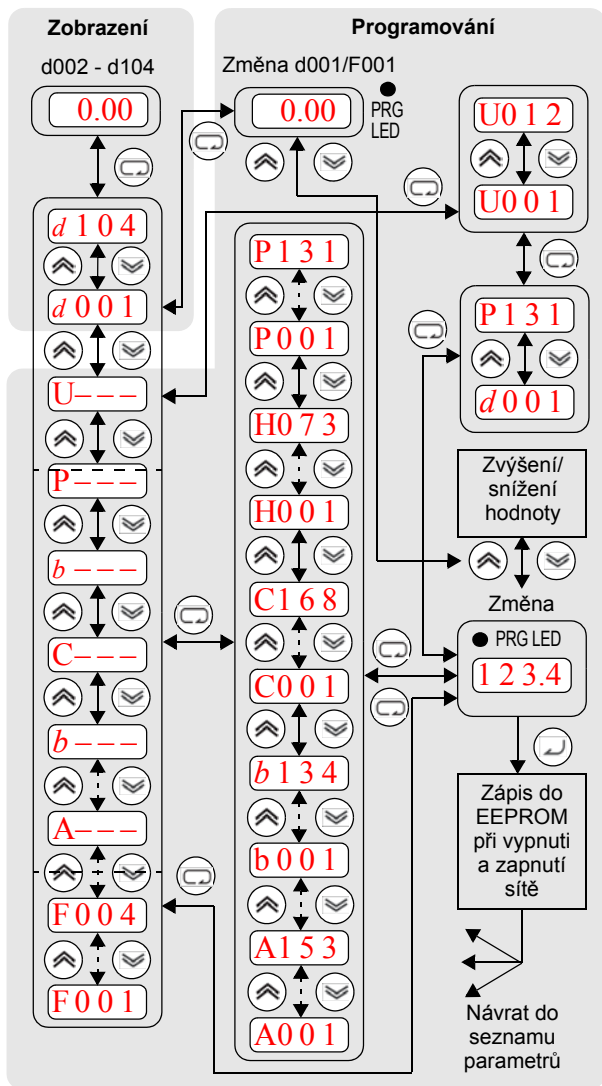 Zobrazení
d002 - d104
0.00
d104
d001
U---
P---
b---
C---
b---
A---
F004
F001
Programování
Změna d001/F001
0.00
PRG
LED
P131
P001
H073
H001
C168
C001
b134
b001
A153
A001
U012
U001
P131
d001
Zvýšení/
snížení
hodnoty
Změna
PRG LED
123.4
Zápis do
EEPROM
při vypnuti
a zapnutí
sítě
Návrat do
seznamu
parametrů